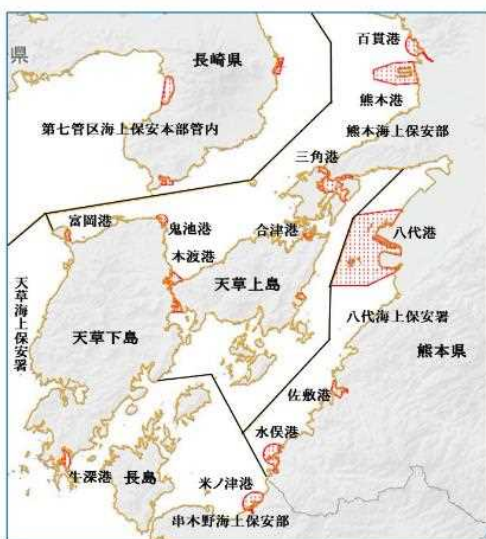 県
長崎県
百貫港
熊本港
第七管区海上保安本部管内
熊本海上保安部
三角港
富岡港
鬼池港
合津港
八代港
本渡港
天草上島
天草海上保安署
天草下島
八代海上保安署
熊本県
佐敷港
水俣港
牛深港
長島
米ノ津港
串木野海上保安部